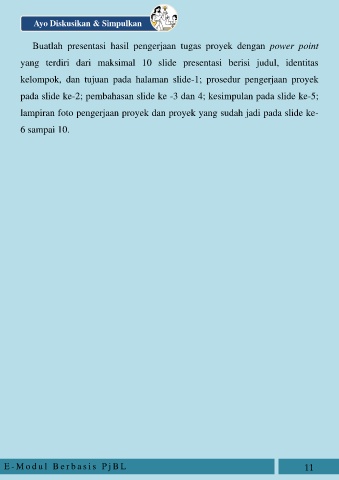 Ayo Diskusikan & Simpulkan
Buatlah presentasi hasil pengerjaan tugas proyek dengan power point
yang terdiri dari maksimal 10 slide presentasi berisi judul, identitas
kelompok, dan tujuan pada halaman slide-1; prosedur pengerjaan proyek
pada slide ke-2; pembahasan slide ke -3 dan 4; kesimpulan pada slide ke-5;
lampiran foto pengerjaan proyek dan proyek yang sudah jadi pada slide ke-
6 sampai 10.
E-Modul Berbasis PjBL 11